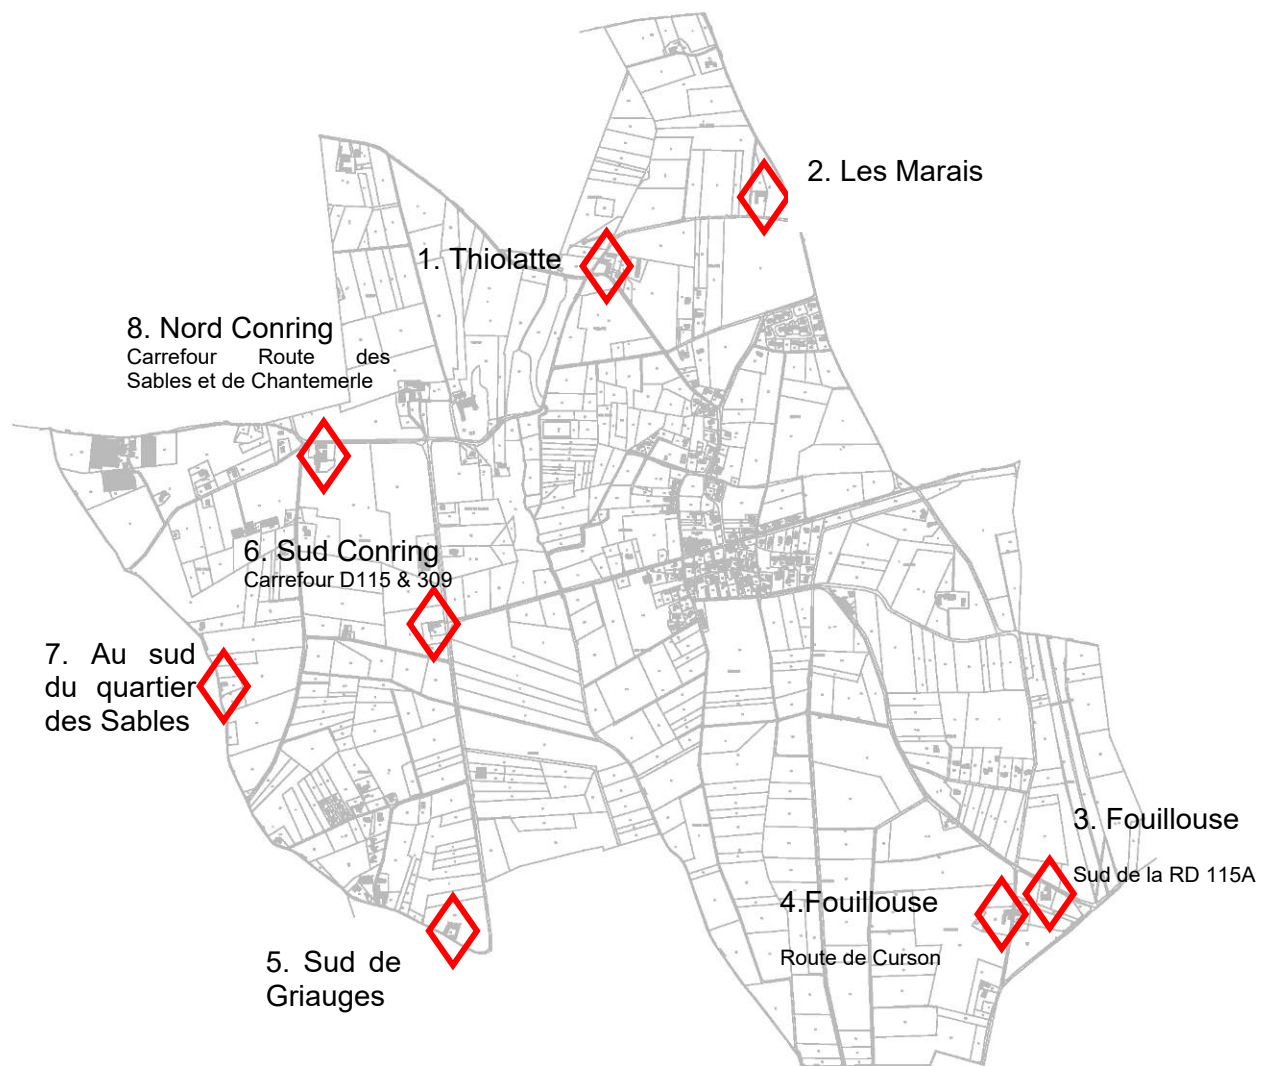 2. Les Marais
1. Thiolatte
8. Nord Conring
Carrefour Route des
Sables et de Chantemerle
6. Sud Conring
Carrefour D115 & 309
7. Au sud
du quartier
des Sables
3. Fouillouse
Sud de la RD 115A
4.Fouillouse
Route de Curson
5. Sud de
Griauges